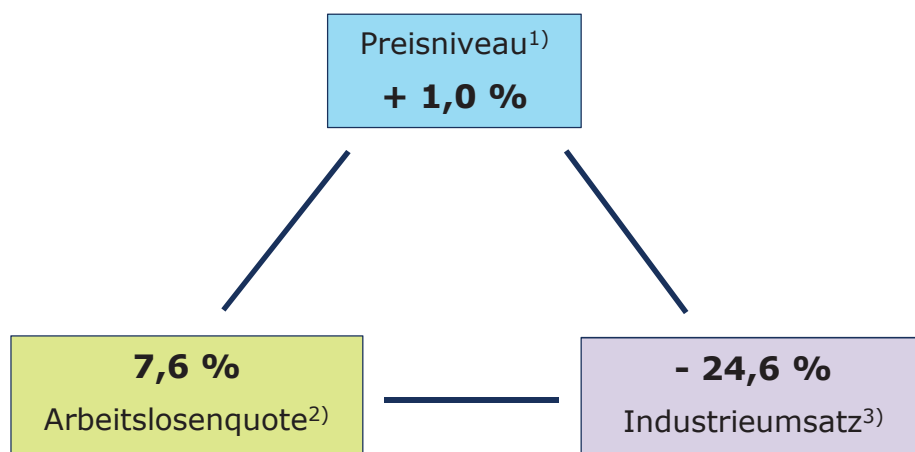 Preisniveau1)
+ 1,0 %
7,6 %
Arbeitslosenquote2)
- 24,6 %
Industrieumsatz3)